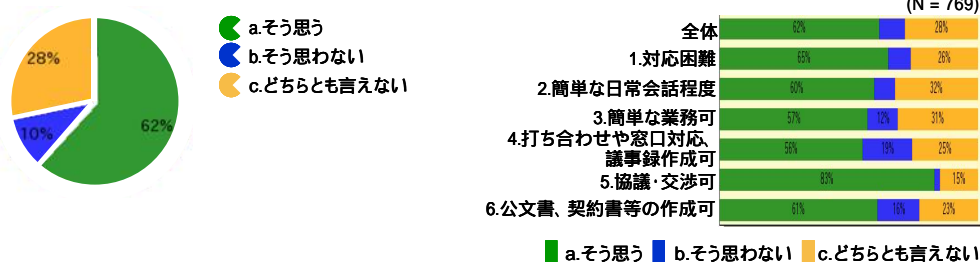 28%
10%
62%
a.そう思う
b.そう思わない
c.どちらとも言えない
(N = 769)
全体 62% 28%
1.対応困難 65% 26%
2.簡単な日常会話程度 60% 32%
3.簡単な業務可 57% 12% 31%
4.打ち合わせや窓口対応、
議事録作成可 56% 19% 25%
5.協議・交渉可 83% 15%
6.公文書、契約書等の作成可 61% 16% 23%
a.そう思う b.そう思わない c.どちらとも言えない